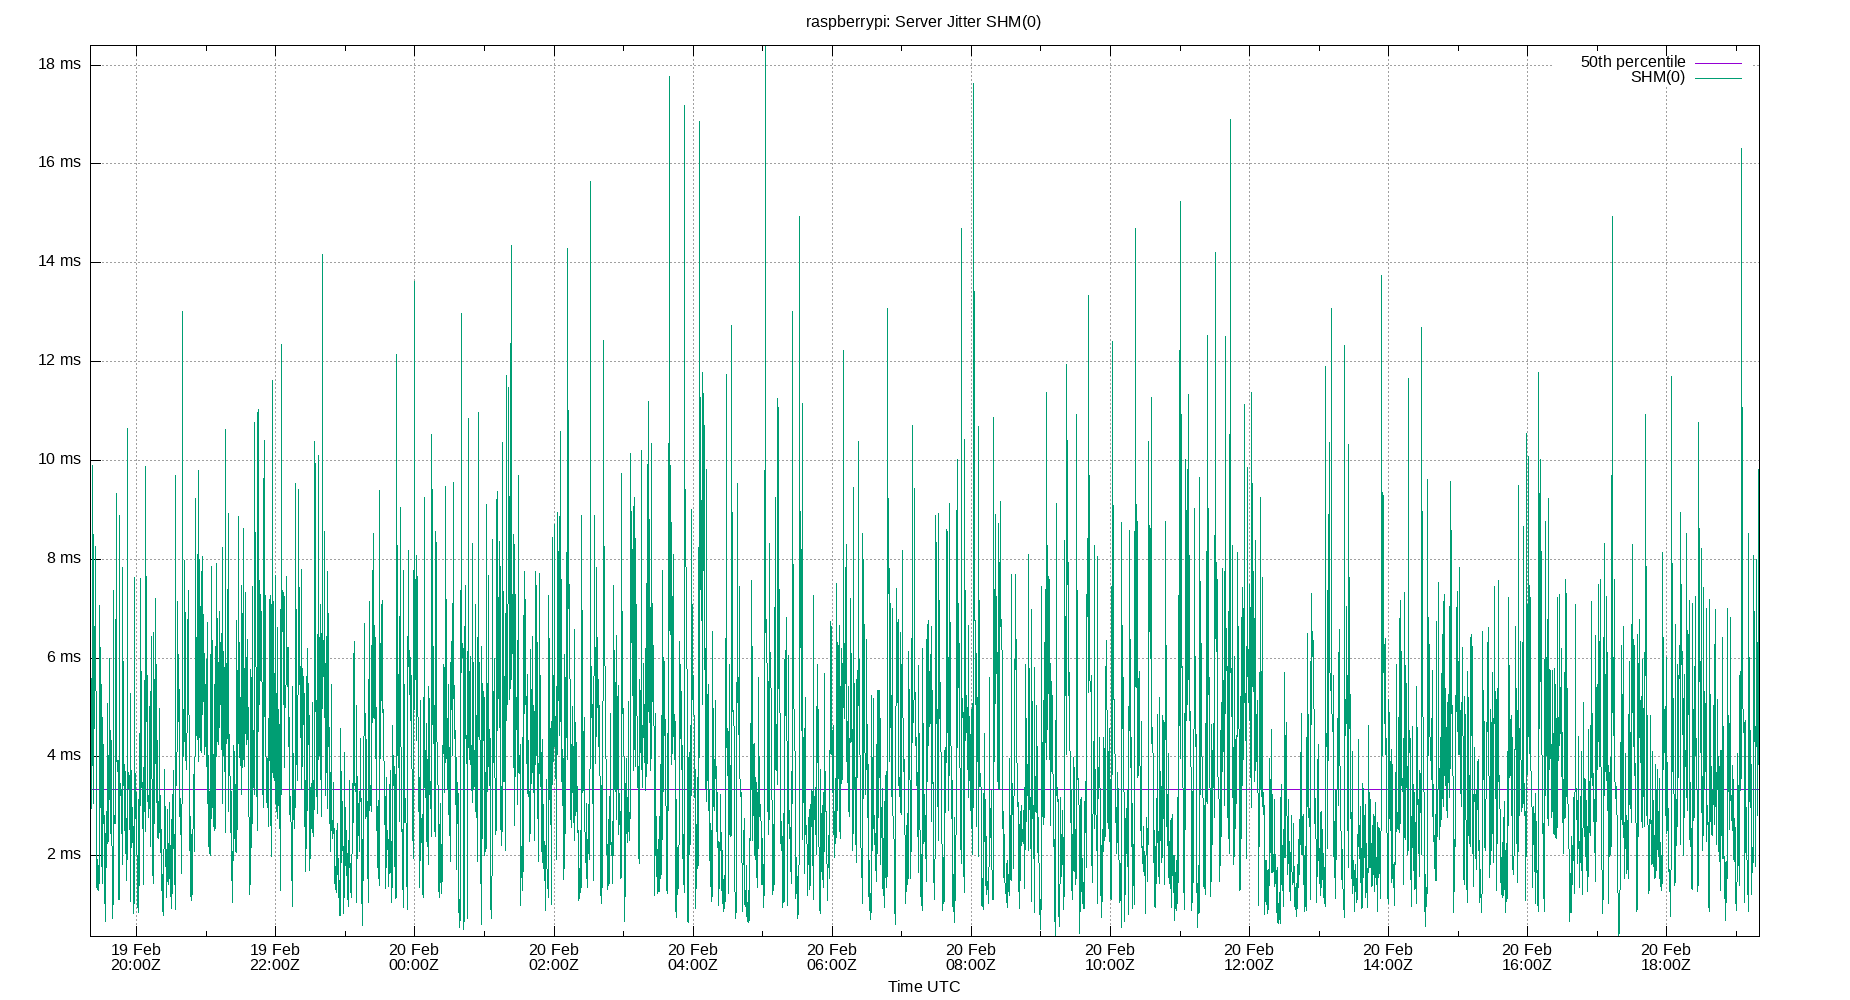 raspberrypi: Server Jitter SHM(0)
18 ms
16 ms
14 ms
12 ms
10 ms
8 ms
6 ms
4 ms
2 ms
50th percentile
SHM(0)
19 Feb
20:00Z
19 Feb
22:00Z
20 Feb
00:00Z
20 Feb
02:00Z
20 Feb
04:00Z
20 Feb
06:00Z
20 Feb
08:00Z
20 Feb
10:00Z
20 Feb
12:00Z
20 Feb
14:00Z
20 Feb
16:00Z
20 Feb
18:00Z
Time UTC